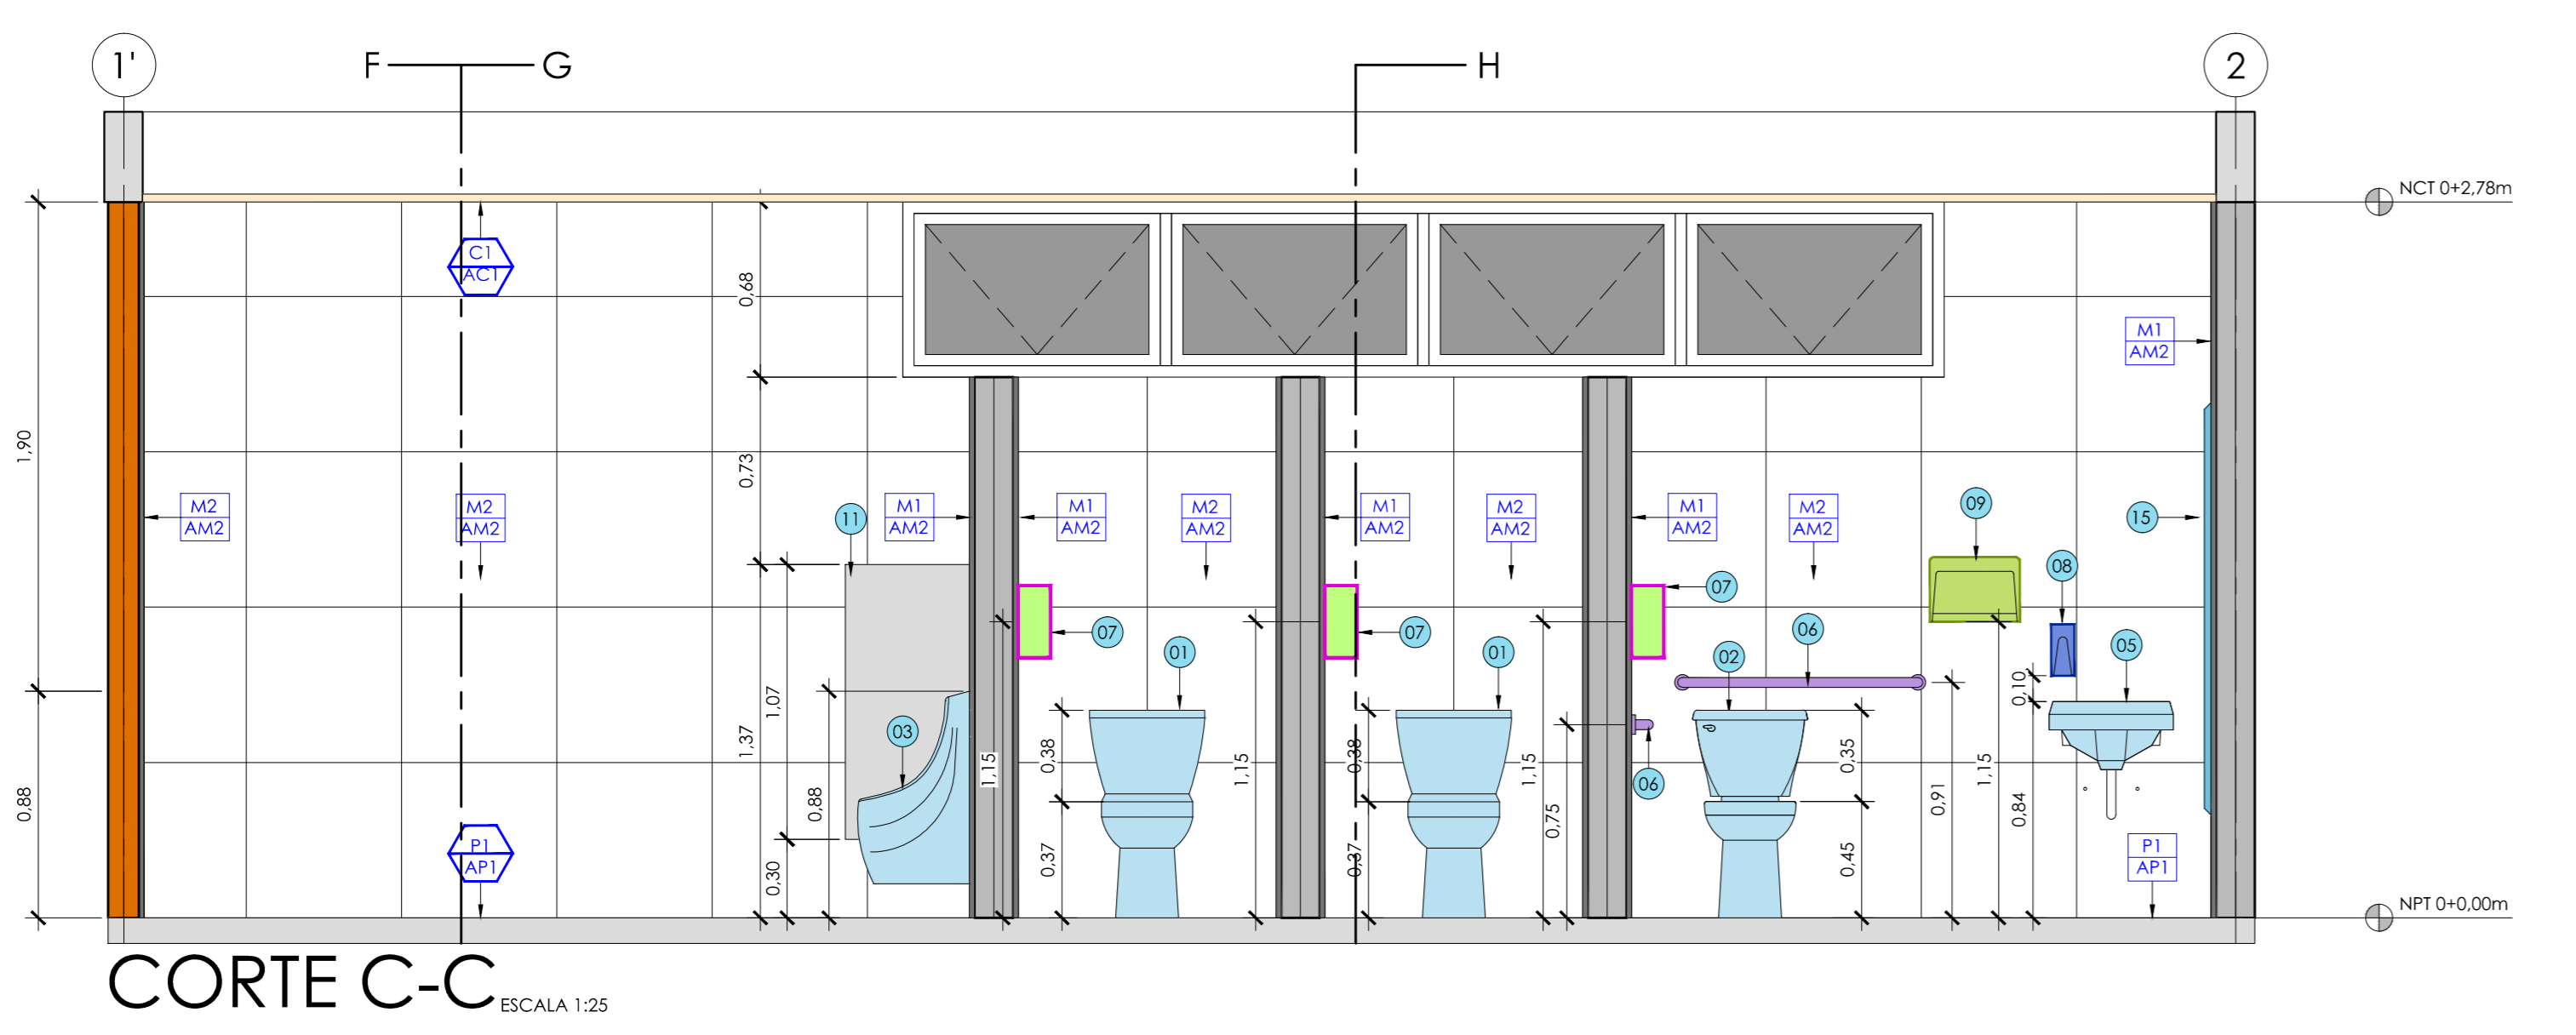 1'
F
G
H
2
NCT 0+2,78m
C1
AC1
0,68
M1
AM2
1,90
0,73
M2
AM2
M2
AM2
11
M1
AM2
M1
AM2
M2
AM2
M1
AM2
M2
AM2
M1
AM2
M2
AM2
09
15
08
07
07
07
06
01
01
02
05
0,10
1,07
1,37
03
1,15
0,38
1,15
0,38
1,15
06
0,35
1,15
0,91
0,84
0,88
0,88
0,75
0,30
0,37
0,37
0,45
P1
AP1
P1
AP1
NPT 0+0,00m
CORTE C-C
ESCALA 1:25